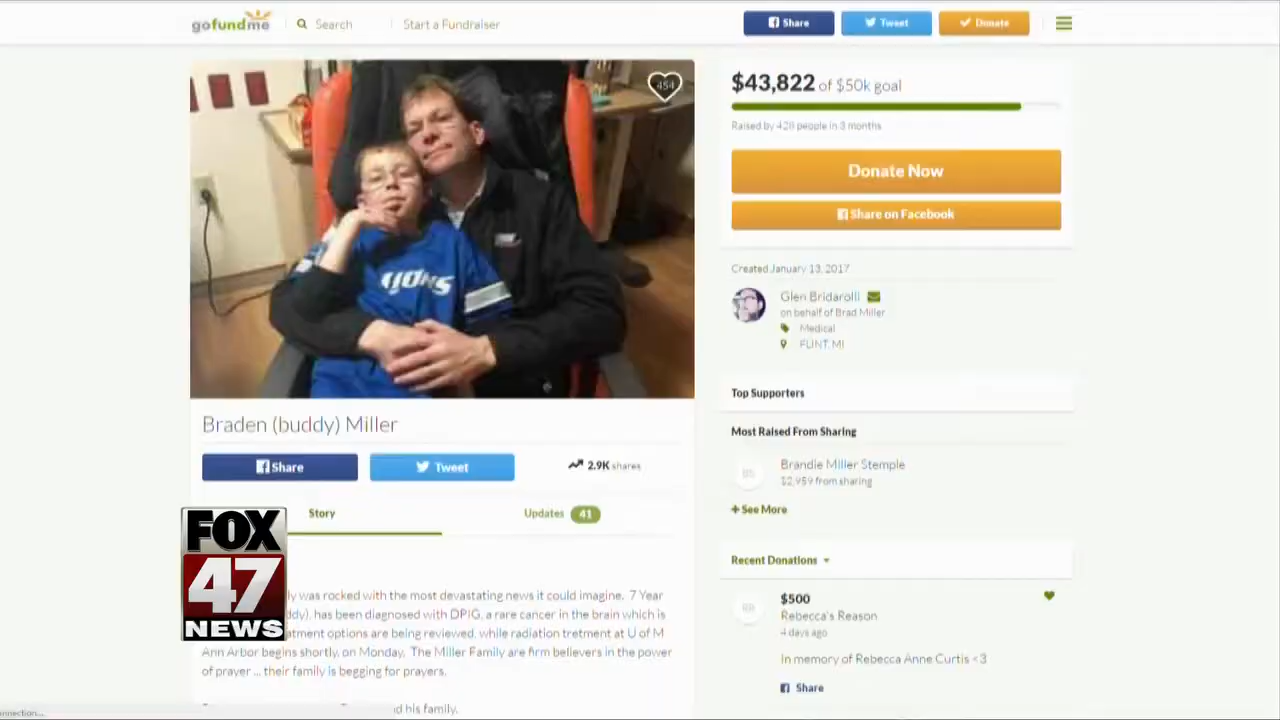 gofundme
Search
Start a Fundraiser
Share
Tweet
Donate
454
LIONS
$43,822 of $50k goal
Raised by 428 people in 3 months
Donate Now
Share on Facebook
Created January 13, 2017
Glen Bridarolli
on behalf of Brad Miller
Medical
FLINT, MI
Braden (buddy) Miller
Share
Tweet
2.9K shares
Story
Updates 41
Top Supporters
Most Raised From Sharing
BS
Brandie Miller Stemple
$2,959 from sharing
+ See More
Recent Donations
RR
$500
Rebecca's Reason
4 days ago
In memory of Rebecca Anne Curtis <3
Share
FOX
47
NEWS
ly was rocked with the most devastating news it could imagine. 7 Year
ddy), has been diagnosed with DPIG, a rare cancer in the brain which is
atment options are being reviewed, while radiation tretment at U of M
Ann Arbor begins shortly, on Monday. The Miller Family are firm believers in the power
of prayer ... their family is begging for prayers.
d his family.
onnection...